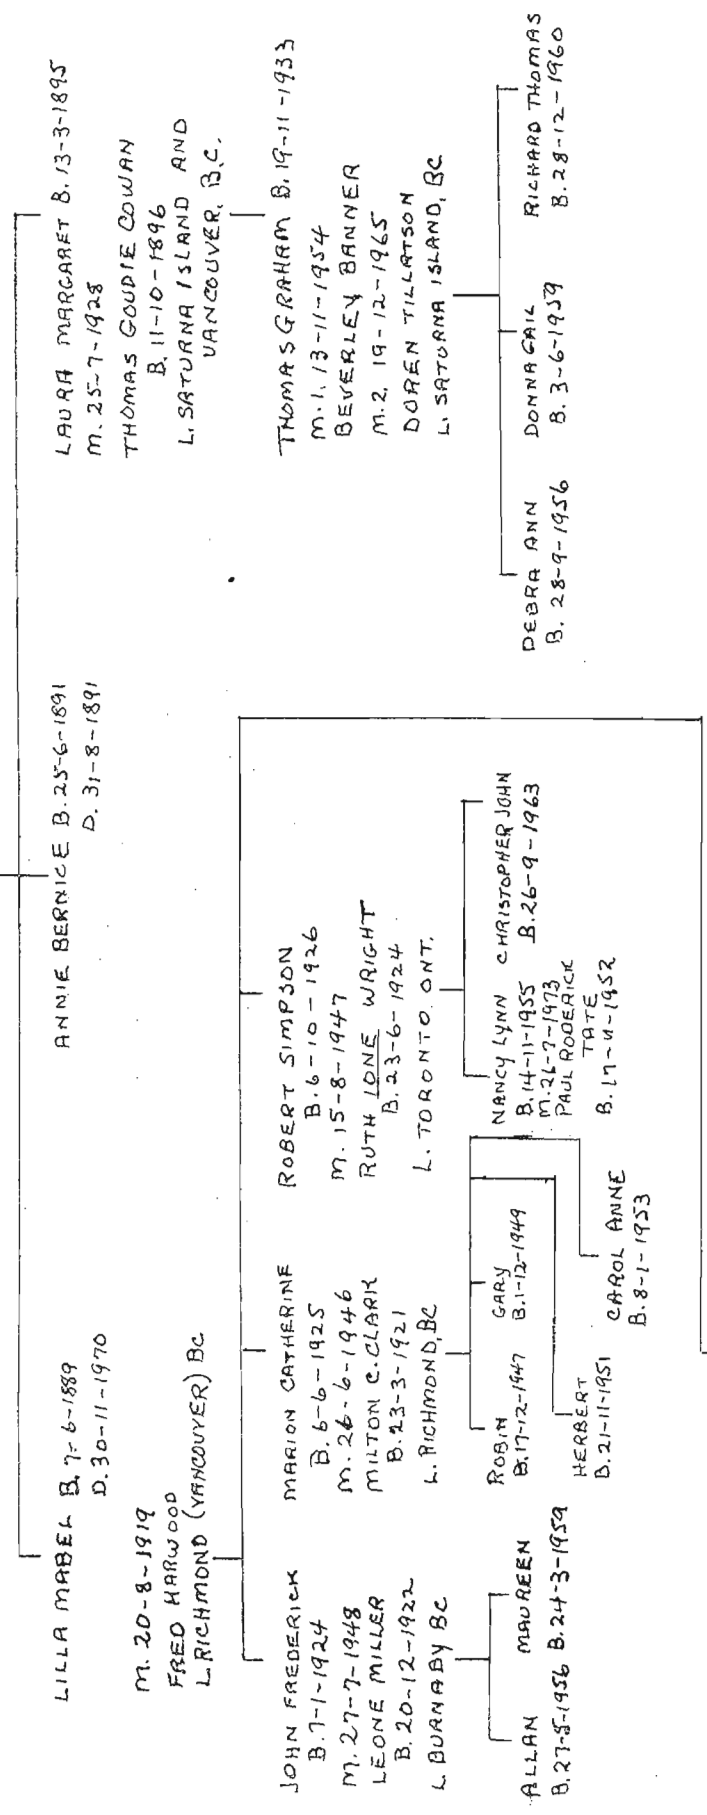 LILLA MABEL B. 7-6-1889
D. 30-11-1970
M. 20-8-1919
FRED HARWOOD
L. RICHMOND (VANCOUVER) BC
ANNIE BERNICE B. 25-6-1891
D. 31-8-1891
LAURA MARGARET B. 13-3-1895
M. 25-7-1928
THOMAS GOUDIE COWAN
B. 11-10-1896
L. SATURNA ISLAND AND
VANCOUVER, B.C.
JOHN FREDERICK
B. 7-1-1924
M. 27-7-1948
LEONE MILLER
B. 20-12-1922
L. BURNABY BC
MARION CATHERINE
B. 6-6-1925
M. 26-6-1946
MILTON C. CLARK
B. 23-3-1921
L. RICHMOND, BC
ROBERT SIMPSON
B. 6-10-1926
M. 15-8-1947
RUTH IONE WRIGHT
B. 23-6-1924
L. TORONTO. ONT.
THOMAS GRAHAM B. 19-11-1933
M. 1. 13-11-1954
BEVERLEY BANNER
M. 2. 19-12-1965
DOREN TILLATSON
L. SATURNA ISLAND, BC
ALLAN
B. 27-5-1956
MAUREEN
B. 24-3-1959
ROBIN
B. 17-12-1947
GARY
B. 1-12-1949
HERBERT
B. 21-11-1951
CAROL ANNE
B. 8-1-1953
NANCY LYNN
B. 14-11-1955
M. 26-7-1973
PAUL RODERICK
TATE
CHRISTOPHER JOHN
B. 26-9-1963
DEBRA ANN
B. 28-9-1956
DONNA GAIL
B. 3-6-1959
RICHARD THOMAS
B. 28-12-1960